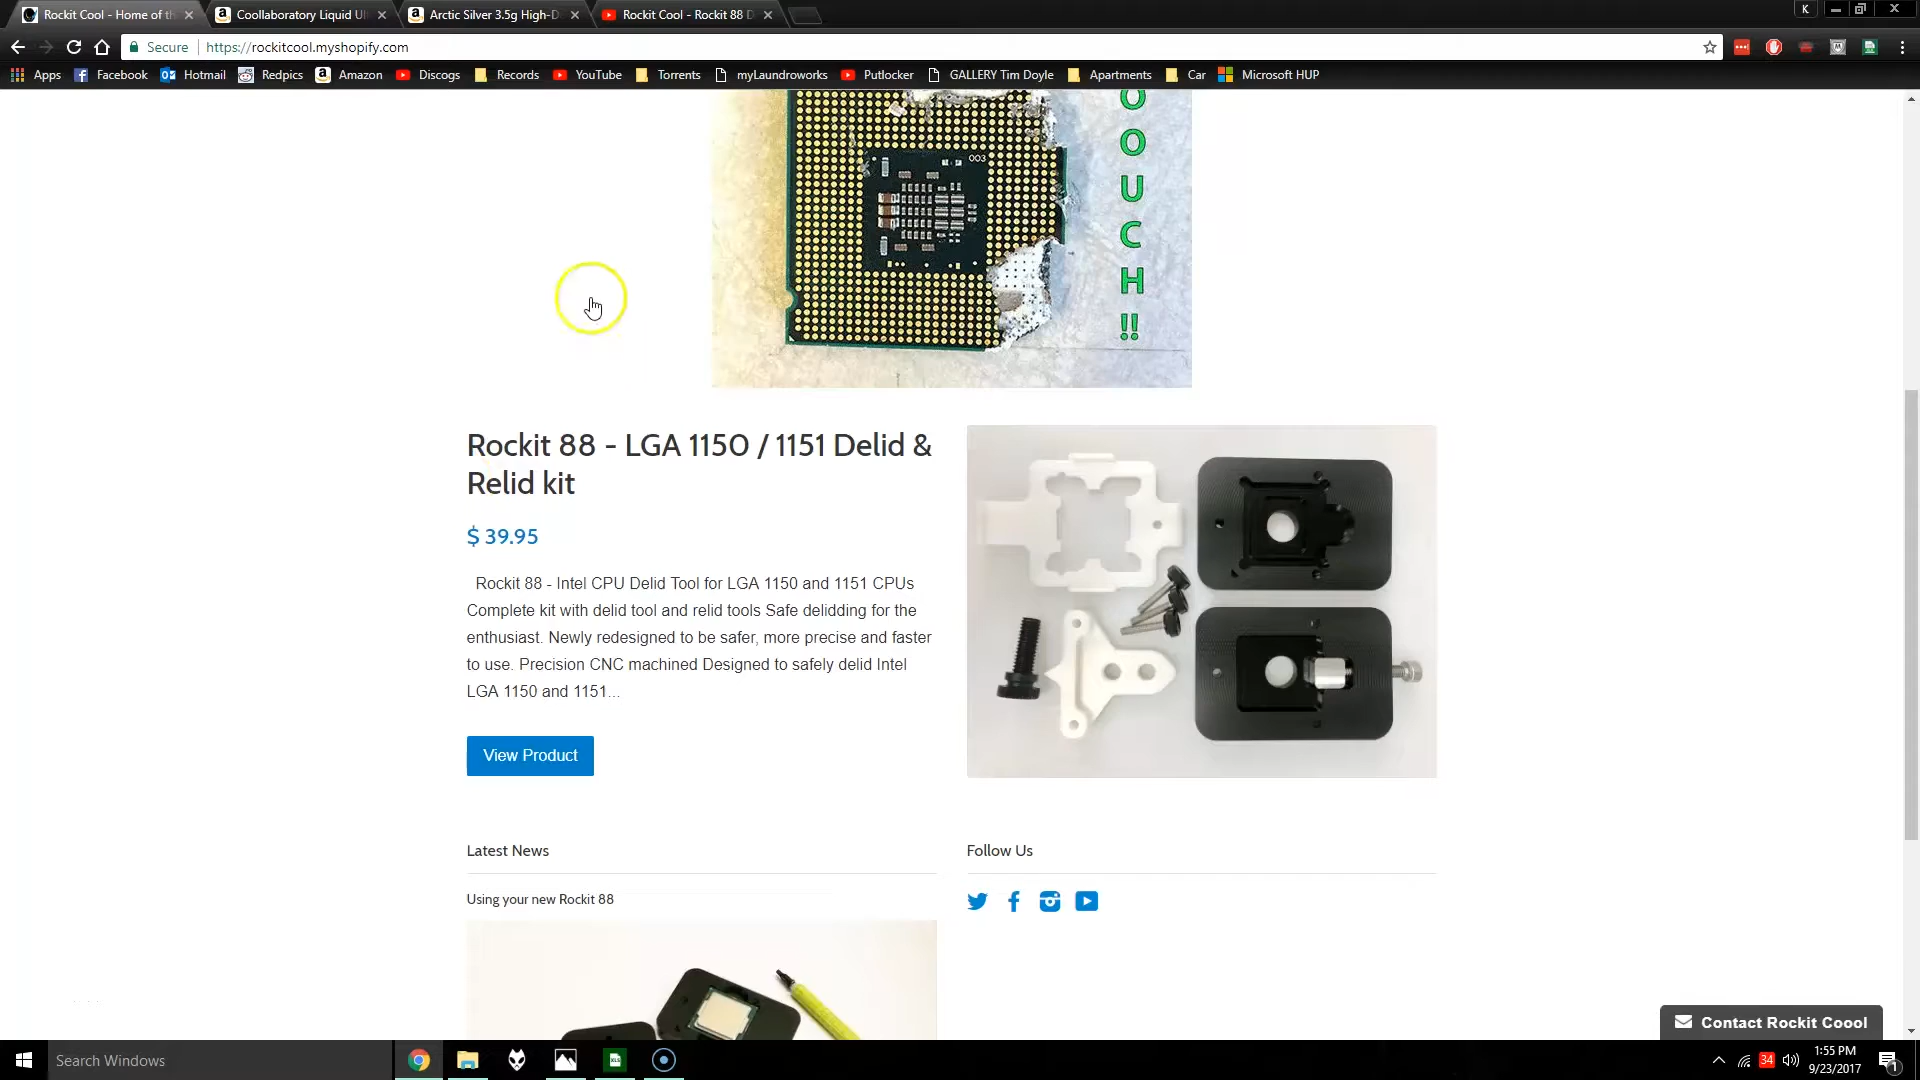 Rockit Cool - Home of th
Coollaboratory Liquid Ul
Arctic Silver 3.5g High-D
Rockit Cool - Rockit 88 D
K
Secure
https://rockitcool.myshopify.com
Apps
Facebook
Hotmail
Redpics
Amazon
Discogs
Records
YouTube
Torrents
myLaundroworks
Putlocker
GALLERY Tim Doyle
Apartments
Car
Microsoft HUP
003
O
O
U
C
H
!!
Rockit 88 - LGA 1150 / 1151 Delid &
Relid kit
$ 39.95
Rockit 88 - Intel CPU Delid Tool for LGA 1150 and 1151 CPUs
Complete kit with delid tool and relid tools Safe delidding for the
enthusiast. Newly redesigned to be safer, more precise and faster
to use. Precision CNC machined Designed to safely delid Intel
LGA 1150 and 1151...
View Product
Latest News
Follow Us
Using your new Rockit 88
Contact Rockit Coool
Search Windows
34
1:55 PM
9/23/2017
1